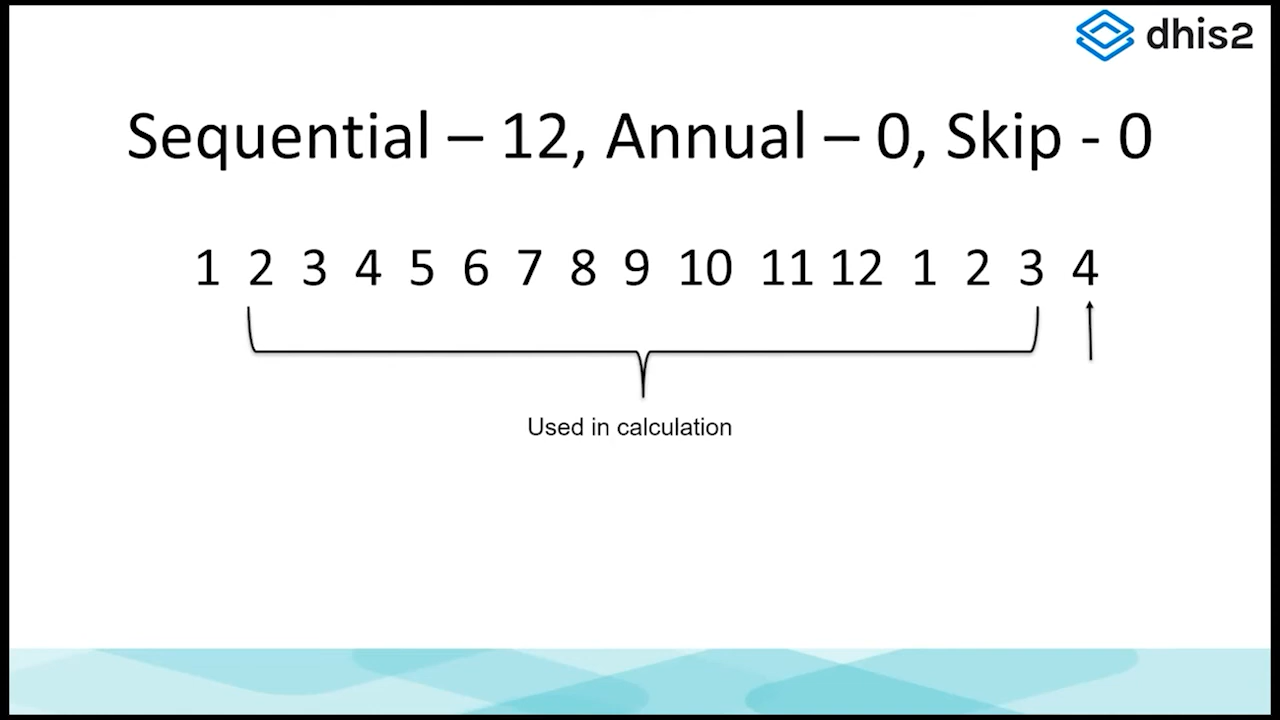 dhis2
Sequential – 12, Annual – 0, Skip - 0
1 2 3 4 5 6 7 8 9 10 11 12 1 2 3 4
Used in calculation